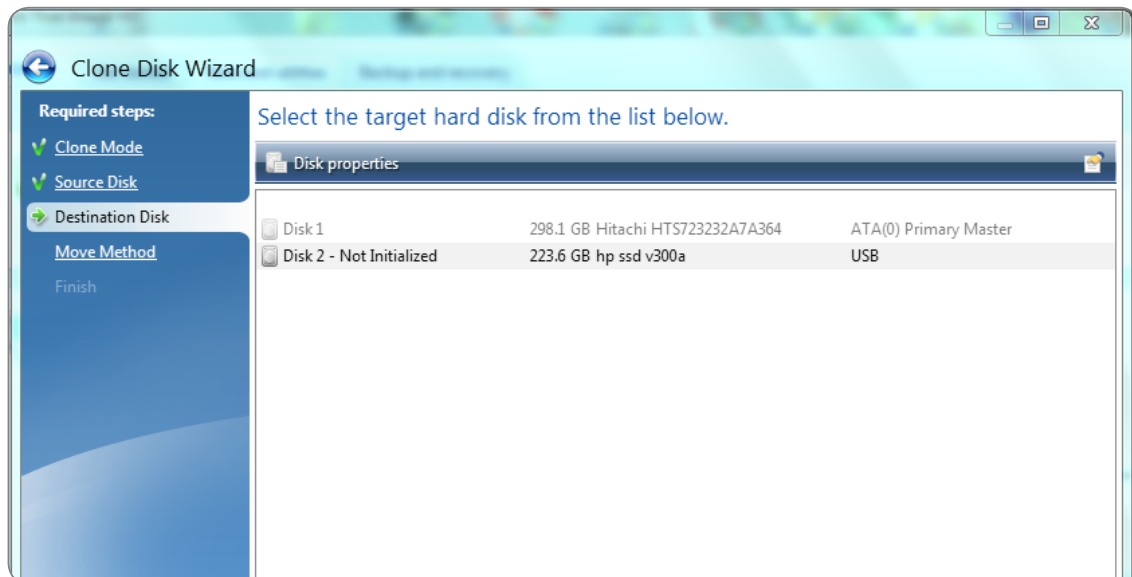 Clone Disk Wizard
Required steps:
Clone Mode
Source Disk
Destination Disk
Move Method
Finish
Select the target hard disk from the list below.
Disk properties
Disk 1 298.1 GB Hitachi HTS723232A7A364 ATA(0) Primary Master
Disk 2 - Not Initialized 223.6 GB hp ssd v300a USB